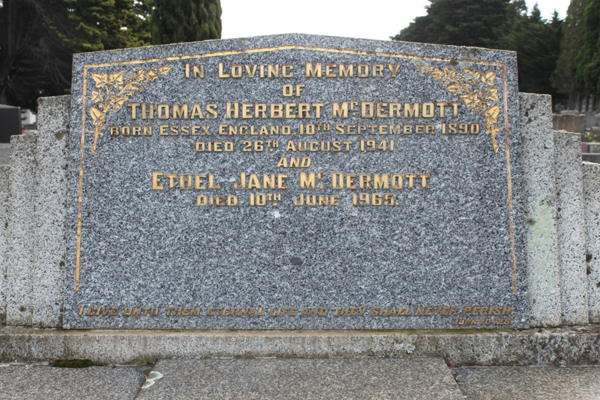 In Loving Memory
OF
Thomas Herbert McDermott
BORN ESSEX, ENGLAND, 10TH SEPTEMBER 1890
DIED 26TH AUGUST 1941
AND
Ethel Jane McDermott
DIED 10TH JUNE 1965.
I GIVE UNTO THEM ETERNAL LIFE AND THEY SHALL NEVER PERISH.